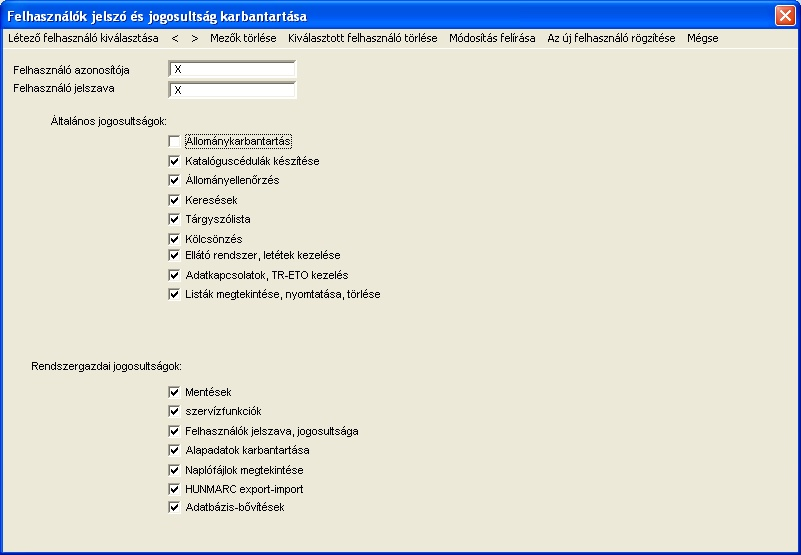 Felhasználók jelszó és jogosultság karbantartása
Létező felhasználó kiválasztása < > Mezők törlése Kiválasztott felhasználó törlése Módosítás felírása Az új felhasználó rögzítése Mégse
Felhasználó azonosítója X
Felhasználó jelszava X
Általános jogosultságok:
Állománykarbantartás
Katalóguscédulák készítése
Állományellenőrzés
Keresések
Tárgyszólista
Kölcsönzés
Ellátó rendszer, letétek kezelése
Adatkapcsolatok, TR-ETO kezelés
Listák megtekintése, nyomtatása, törlése
Rendszergazdai jogosultságok:
Mentések
szervízfunkciók
Felhasználók jelszava, jogosultsága
Alapadatok karbantartása
Naplófájlok megtekintése
HUNMARC export-import
Adatbázis-bővítések